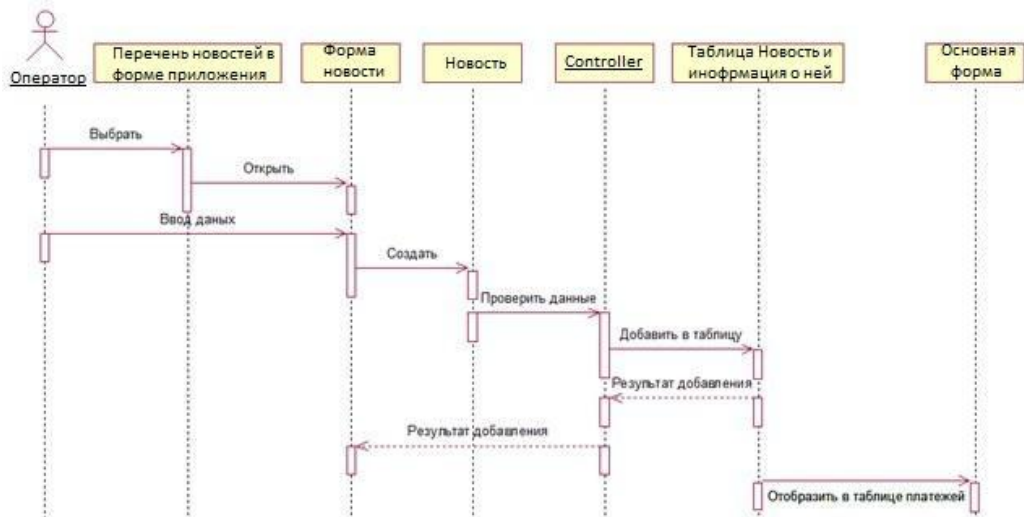 Оператор
Перечень новостей в
форме приложения
Форма
новости
Новость
Controller
Таблица Новость и
инофрмация о ней
Основная
форма
Выбрать
Открыть
Ввод даных
Создать
Проверить данные
Добавить в таблицу
Результат добавления
Результат добавления
Отобразить в таблице платежей